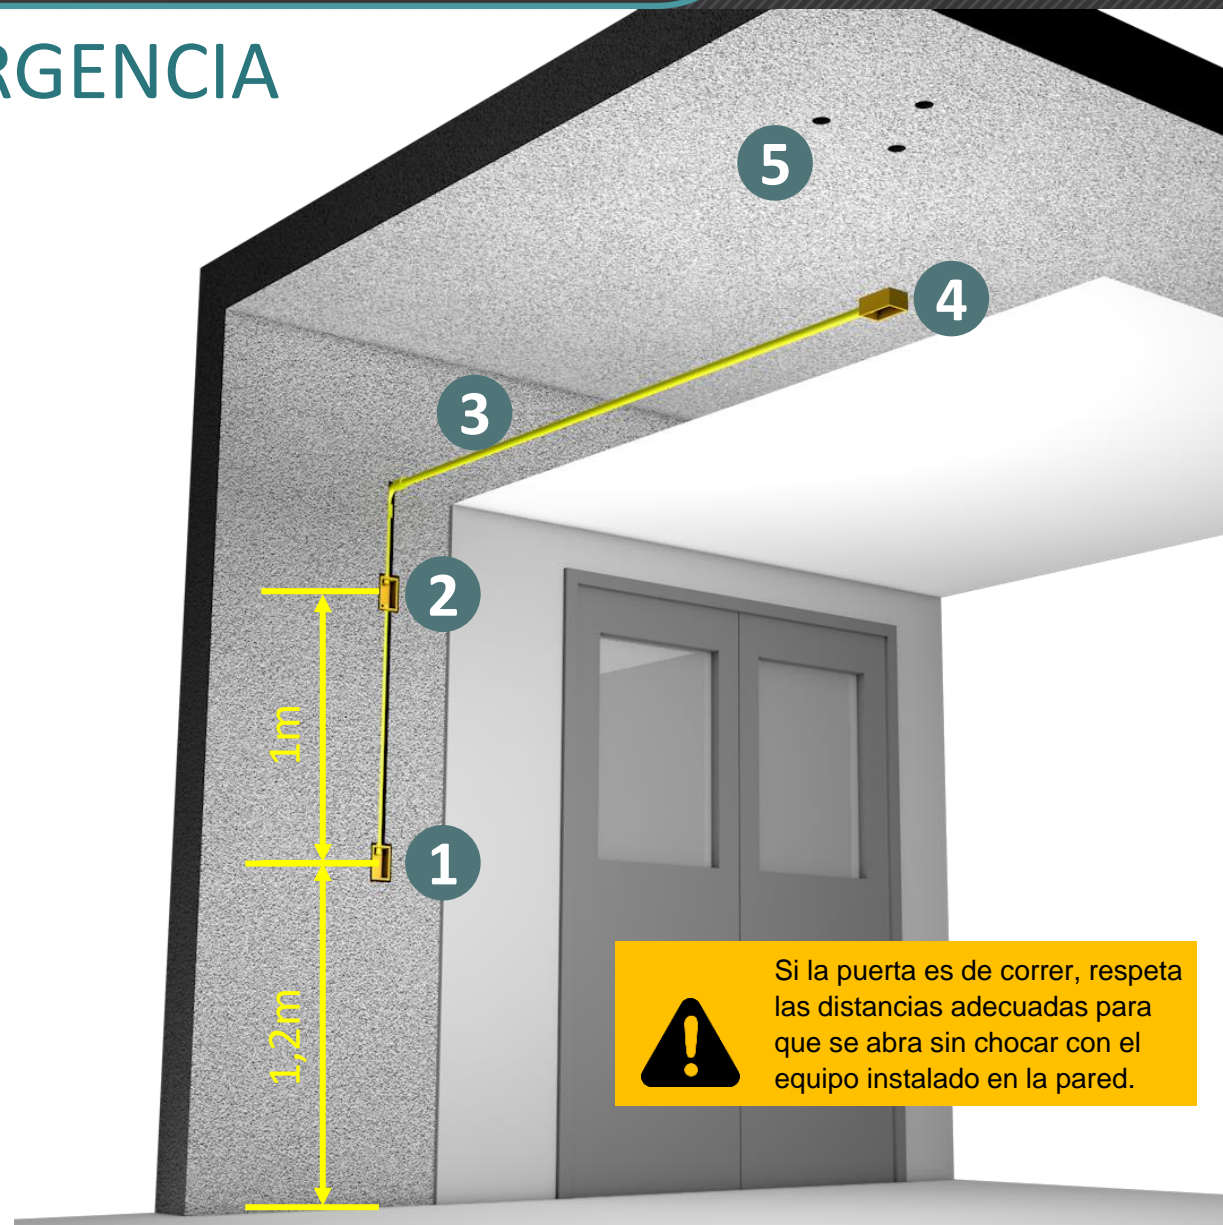 RGENCIA
5
4
3
2
1m
1
1,2m
Si la puerta es de correr, respeta
las distancias adecuadas para
que se abra sin chocar con el
equipo instalado en la pared.